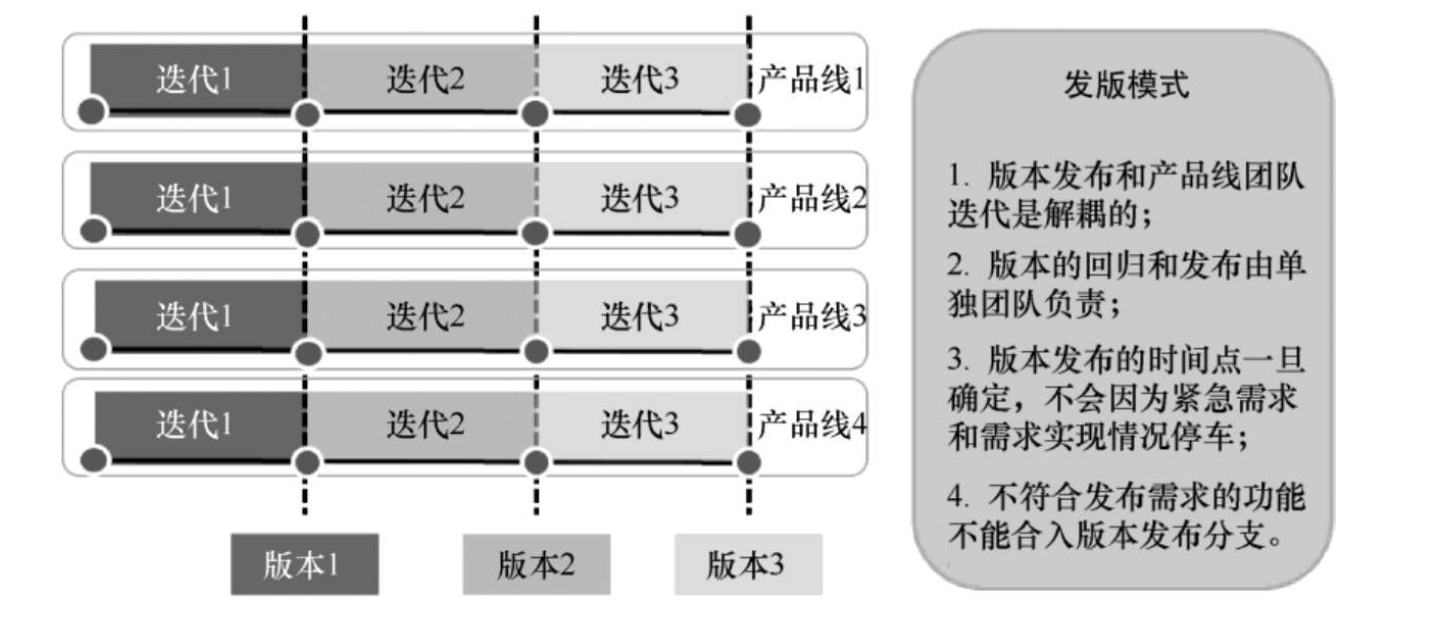 迭代1 迭代2 迭代3 产品线1
迭代1 迭代2 迭代3 产品线2
迭代1 迭代2 迭代3 产品线3
迭代1 迭代2 迭代3 产品线4
版本1 版本2 版本3
发版模式
1. 版本发布和产品线团队
迭代是解耦的；
2. 版本的回归和发布由单
独团队负责；
3. 版本发布的时间点一旦
确定，不会因为紧急需求
和需求实现情况停车；
4. 不符合发布需求的功能
不能合入版本发布分支。